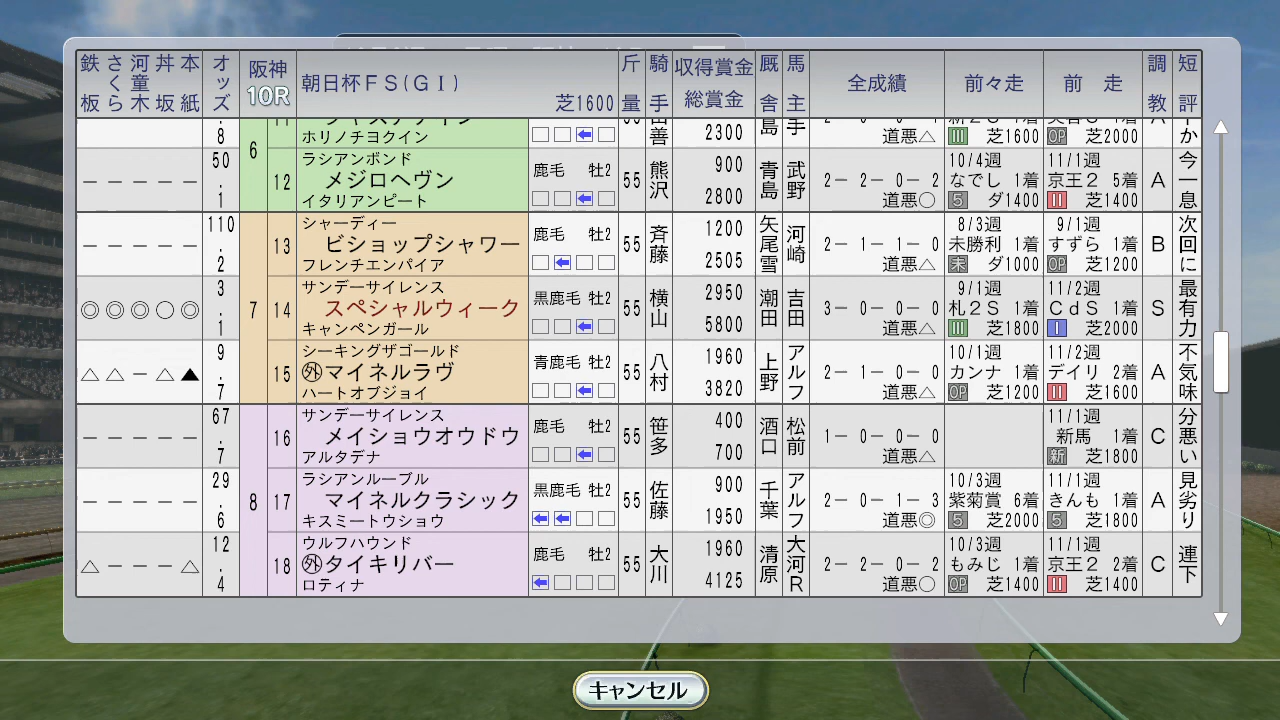 鉄板 さくら 河童木 丼坂 本紙 オッズ 阪神 10R 朝日杯FS(GⅠ) 芝1600 斤量 騎手 収得賞金 総賞金 厩舎 馬主 全成績 前々走 前 走 調教 短評
8 6 ホリノチヨクイン 善 2300 島 手 道悪△ Ⅲ 芝1600 OP 芝2000 か
－ － － － － 50.1 12 ラシアンボンド 鹿毛 牡2 55 熊沢 900 青島 武野 2－ 2－ 0－ 2 10/4週 11/1週 A 今一息
メジロヘヴン なでし 1着 京王2 5着
イタリアンピート 2800 道悪○ 5 ダ1400 Ⅱ 芝1400
－ － － － － 110.2 7 13 シャーディー 鹿毛 牡2 55 斉藤 1200 矢尾雪 河崎 2－ 1－ 1－ 0 8/3週 9/1週 B 次回に
ビショップシャワー 未勝利 1着 すずら 1着
フレンチエンパイア 2505 道悪△ 未 ダ1000 OP 芝1200
◎ ◎ ◎ ○ ◎ 3.1 14 サンデーサイレンス 黒鹿毛 牡2 55 横山 2950 潮田 吉田 3－ 0－ 0－ 0 9/1週 11/2週 S 最有力
スペシャルウィーク 札2S 1着 CdS 1着
キャンペンガール 5800 道悪△ Ⅲ 芝1800 Ⅰ 芝2000
△ △ － △ ▲ 9.7 15 シーキングザゴールド 青鹿毛 牡2 55 八村 1960 上野 アルフ 2－ 1－ 0－ 0 10/1週 11/2週 A 不気味
外マイネルラヴ カンナ 1着 デイリ 2着
ハートオブジョイ 3820 道悪△ OP 芝1200 Ⅱ 芝1600
－ － － － － 67.7 8 16 サンデーサイレンス 鹿毛 牡2 55 笹多 400 酒口 松前 1－ 0－ 0－ 0 11/1週 C 分悪い
メイショウオウドウ 新馬 1着
アルタデナ 700 道悪△ 新 芝1800
－ － － － － 29.6 17 ラシアンルーブル 黒鹿毛 牡2 55 佐藤 900 千葉 アルフ 2－ 0－ 1－ 3 10/3週 11/1週 A 見劣り
マイネルクラシック 紫菊賞 6着 きんも 1着
キスミートウショウ 1950 道悪◎ 5 芝2000 5 芝1800
△ － － － △ 12.4 18 ウルフハウンド 鹿毛 牡2 55 大川 1960 清原 大河R 2－ 2－ 0－ 2 10/3週 11/1週 C 連下
外タイキリバー もみじ 1着 京王2 2着
ロティナ 4125 道悪○ OP 芝1400 Ⅱ 芝1400
キャンセル